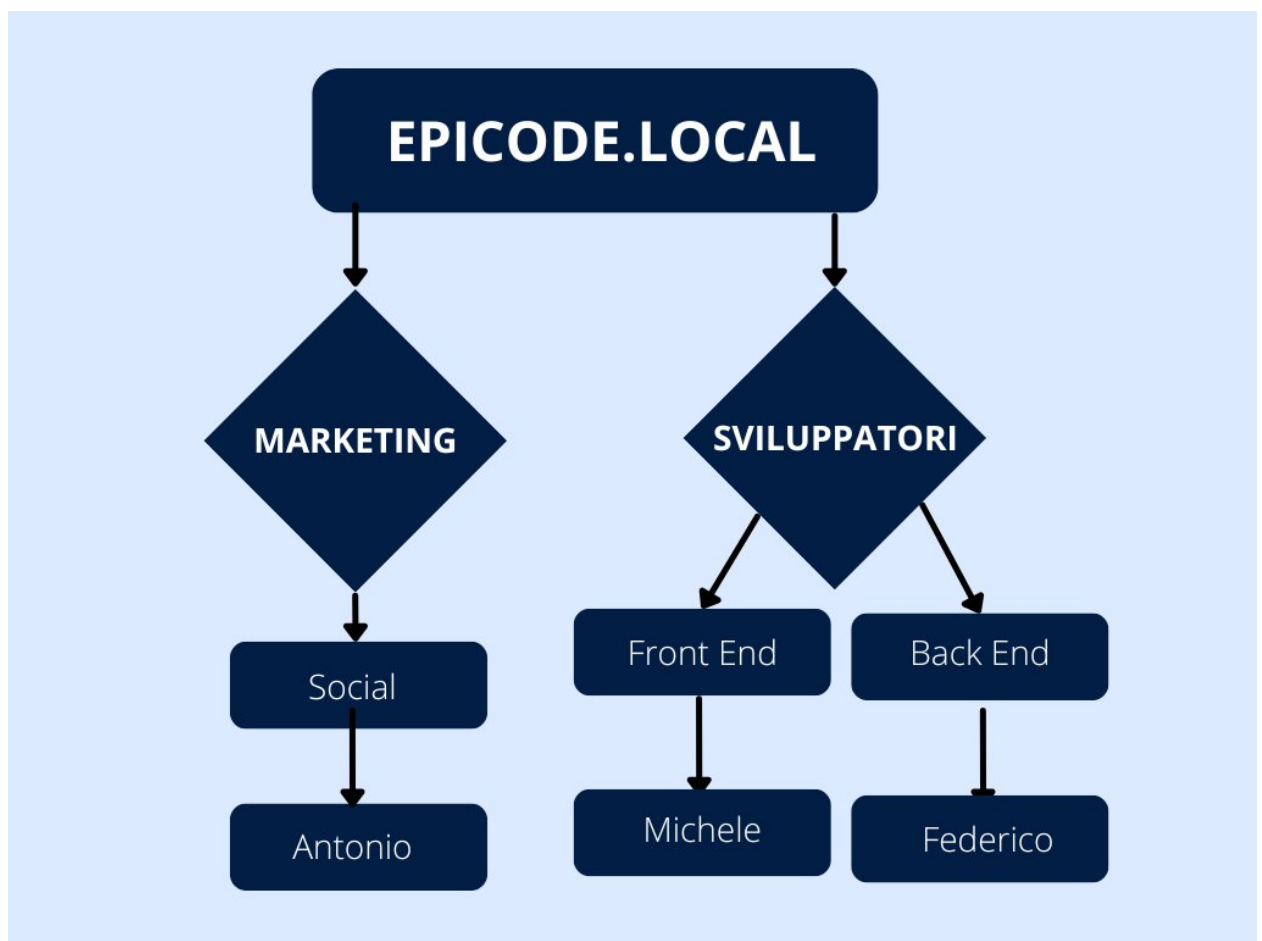 EPICODE.LOCAL
MARKETING
SVILUPPATORI
Social
Front End
Back End
Antonio
Michele
Federico